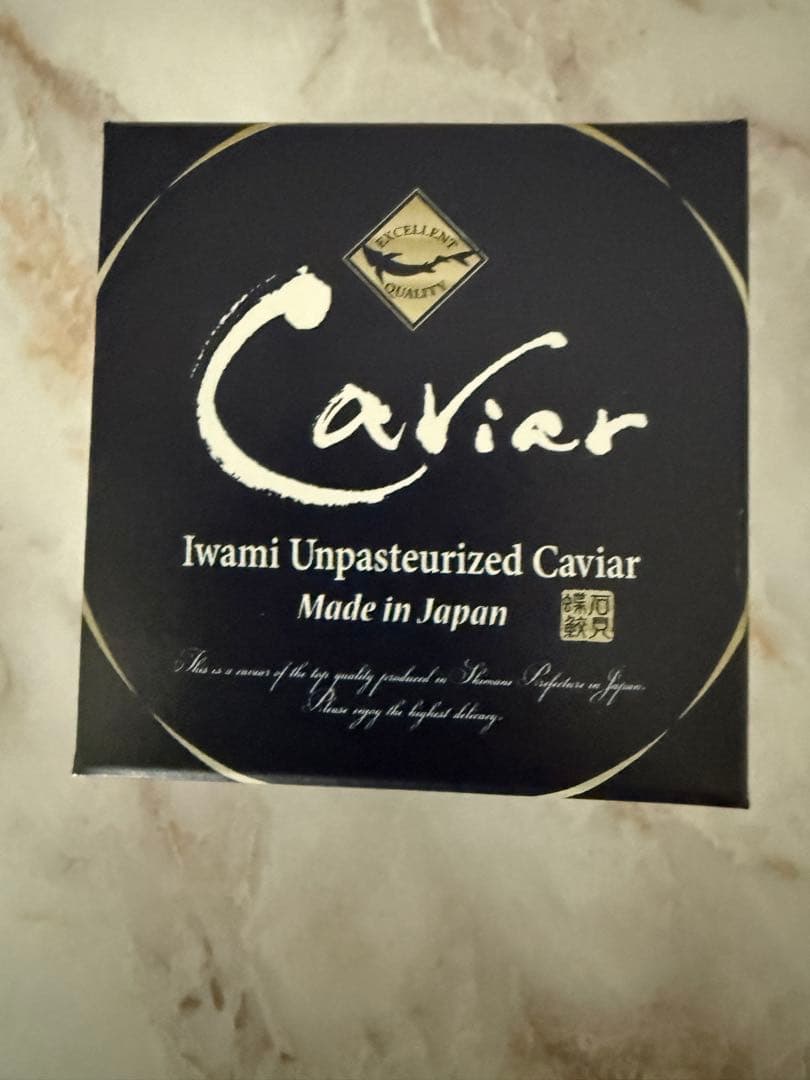 EXCELLENT
QUALITY
Caviar
Iwami Unpasteurized Caviar
Made in Japan
石見
蝶鮫
This is a caviar of the top quality produced in Shimane Prefecture in Japan.
Please enjoy the highest delicacy.